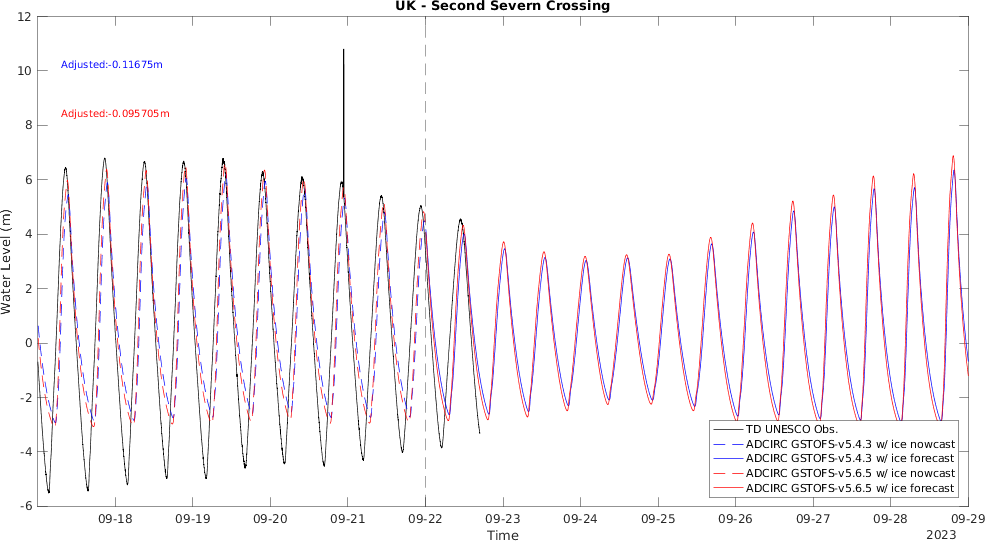 UK - Second Severn Crossing
12
10
8
6
4
2
0
-2
-4
-6
Water Level (m)
Adjusted:-0.11675m
Adjusted:-0.095705m
TD UNESCO Obs.
ADCIRC GSTOFS-v5.4.3 w/ ice nowcast
ADCIRC GSTOFS-v5.4.3 w/ ice forecast
ADCIRC GSTOFS-v5.6.5 w/ ice nowcast
ADCIRC GSTOFS-v5.6.5 w/ ice forecast
09-18 09-19 09-20 09-21 09-22 09-23 09-24 09-25 09-26 09-27 09-28 09-29
Time
2023